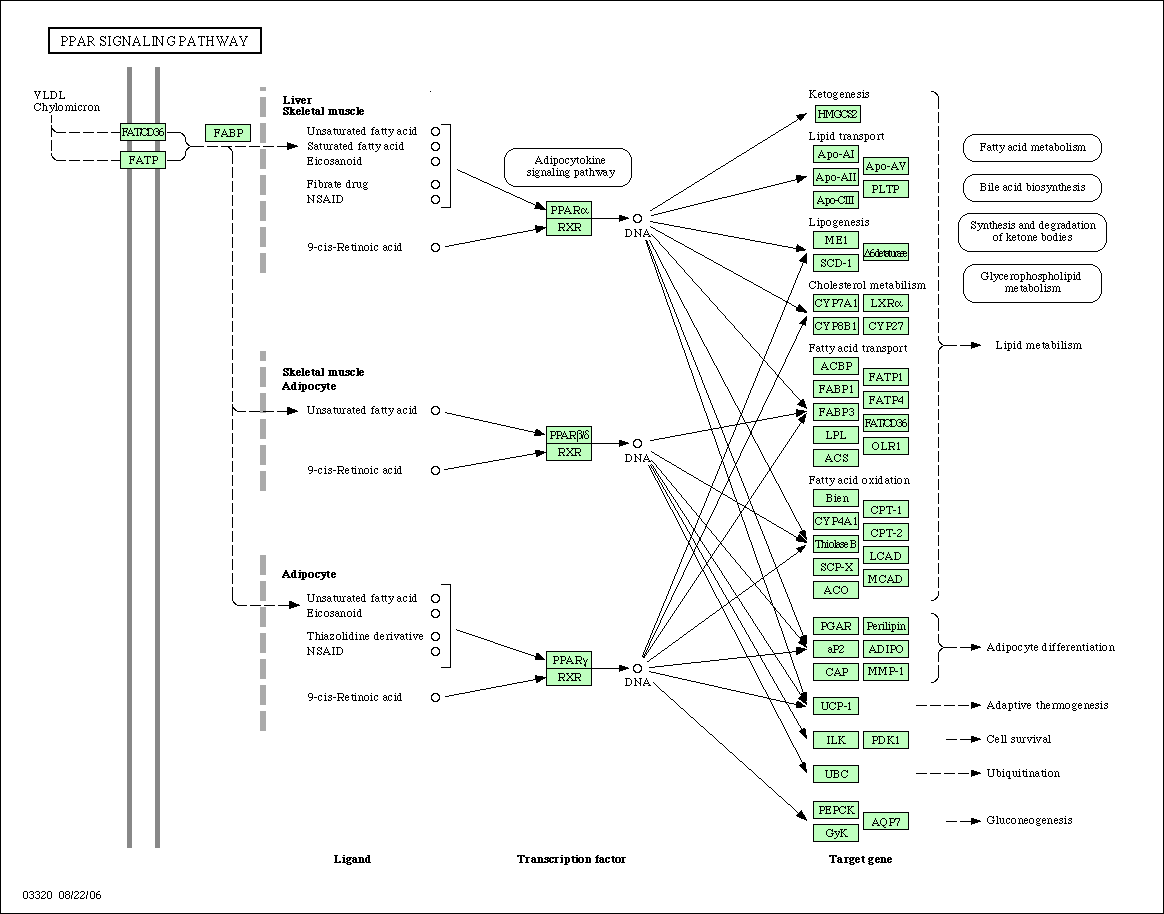 PPAR SIGNALING PATHWAY
VLDL
Chylomicron
FAT/CD36
FATP
FABP
Liver
Skeletal muscle
Unsaturated fatty acid
Saturated fatty acid
Eicosanoid
Fibrate drug
NSAID
9-cis-Retinoic acid
Adipocytokine
signaling pathway
PPARα
RXR
DNA
Skeletal muscle
Adipocyte
Unsaturated fatty acid
9-cis-Retinoic acid
PPARβ/δ
RXR
DNA
Adipocyte
Unsaturated fatty acid
Eicosanoid
Thiazolidine derivative
NSAID
9-cis-Retinoic acid
PPARγ
RXR
DNA
Ketogenesis
HMGCS2
Lipid transport
Apo-AI
Apo-AV
Apo-AII
PLTP
Apo-CIII
Lipogenesis
ME1
SCD-1
Cholesterol metabolism
CYP7A1
LXRα
CYP8B1
CYP27
Fatty acid transport
ACBP
FATP1
FABP1
FATP4
FABP3
FAT/CD36
LPL
OLR1
ACS
Fatty acid oxidation
Bien
CPT-1
CYP4A1
CPT-2
Thiolase B
LCAD
SCP-X
MCAD
ACO
PGAR
Perilipin
aP2
ADIPO
CAP
MMP-1
UCP-1
ILK
PDK1
UBC
PEPCK
AQP7
GyK
Fatty acid metabolism
Bile acid biosynthesis
Synthesis and degradation
of ketone bodies
Glycerophospholipid
metabolism
Lipid metabilism
Adipocyte differentiation
Adaptive thermogenesis
Cell survival
Ubiquitination
Gluconeogenesis
Ligand
Transcription factor
Target gene
03320 08/22/06